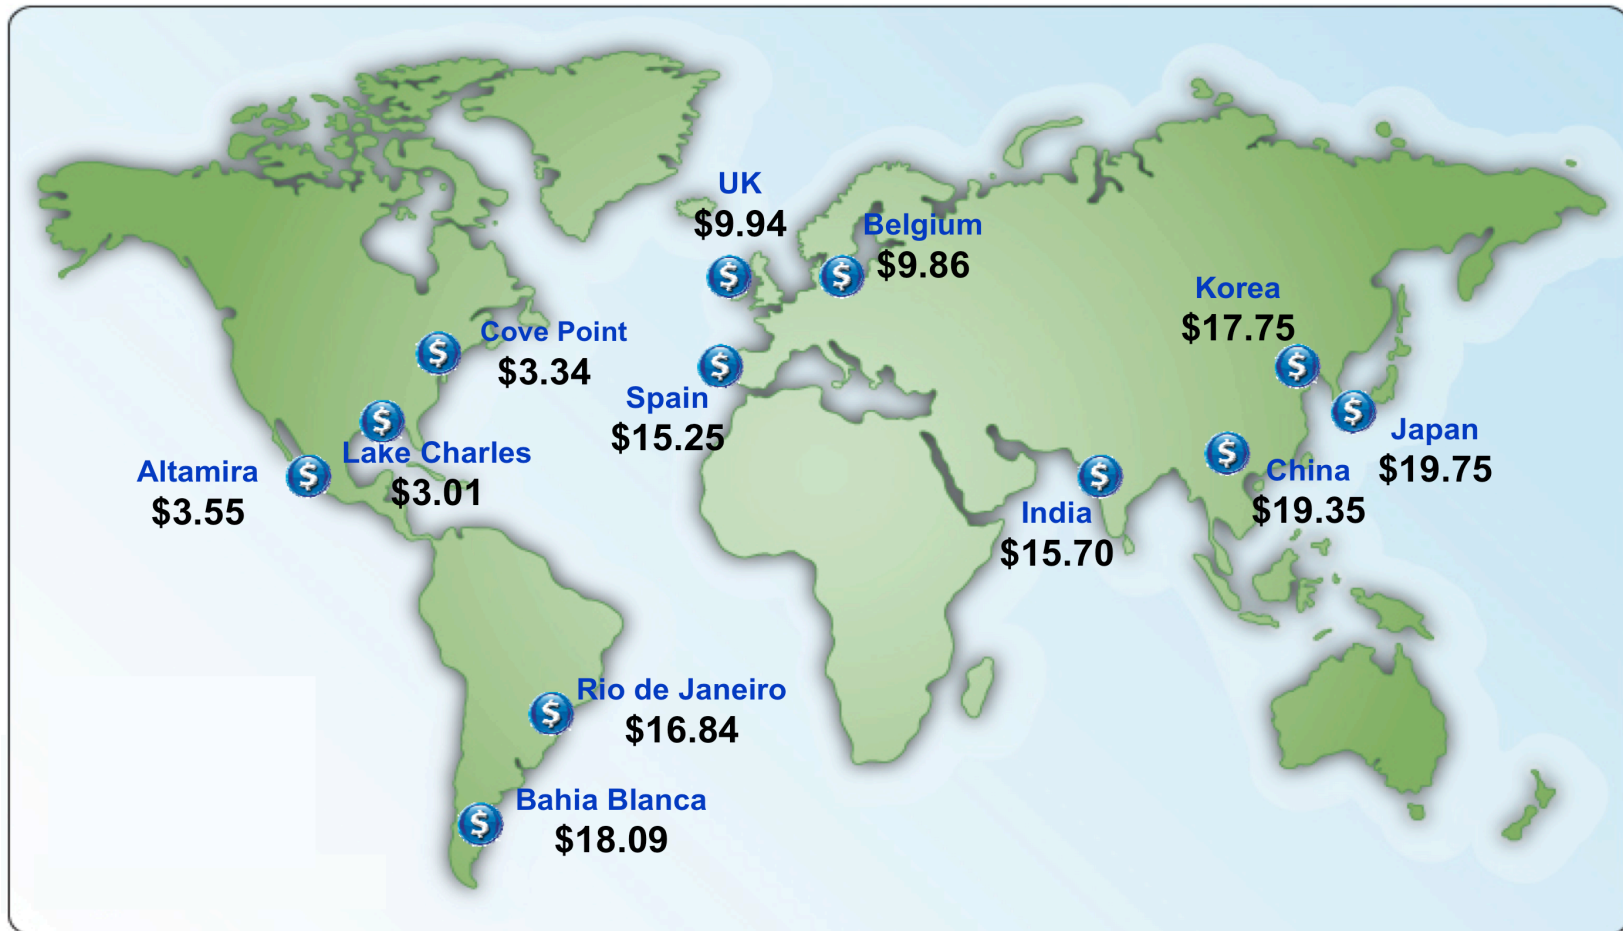 UK
$9.94
Belgium
$9.86
Korea
$17.75
Cove Point
$3.34
Spain
$15.25
Japan
$19.75
Lake Charles
$3.01
Altamira
$3.55
China
$19.35
India
$15.70
Rio de Janeiro
$16.84
Bahia Blanca
$18.09